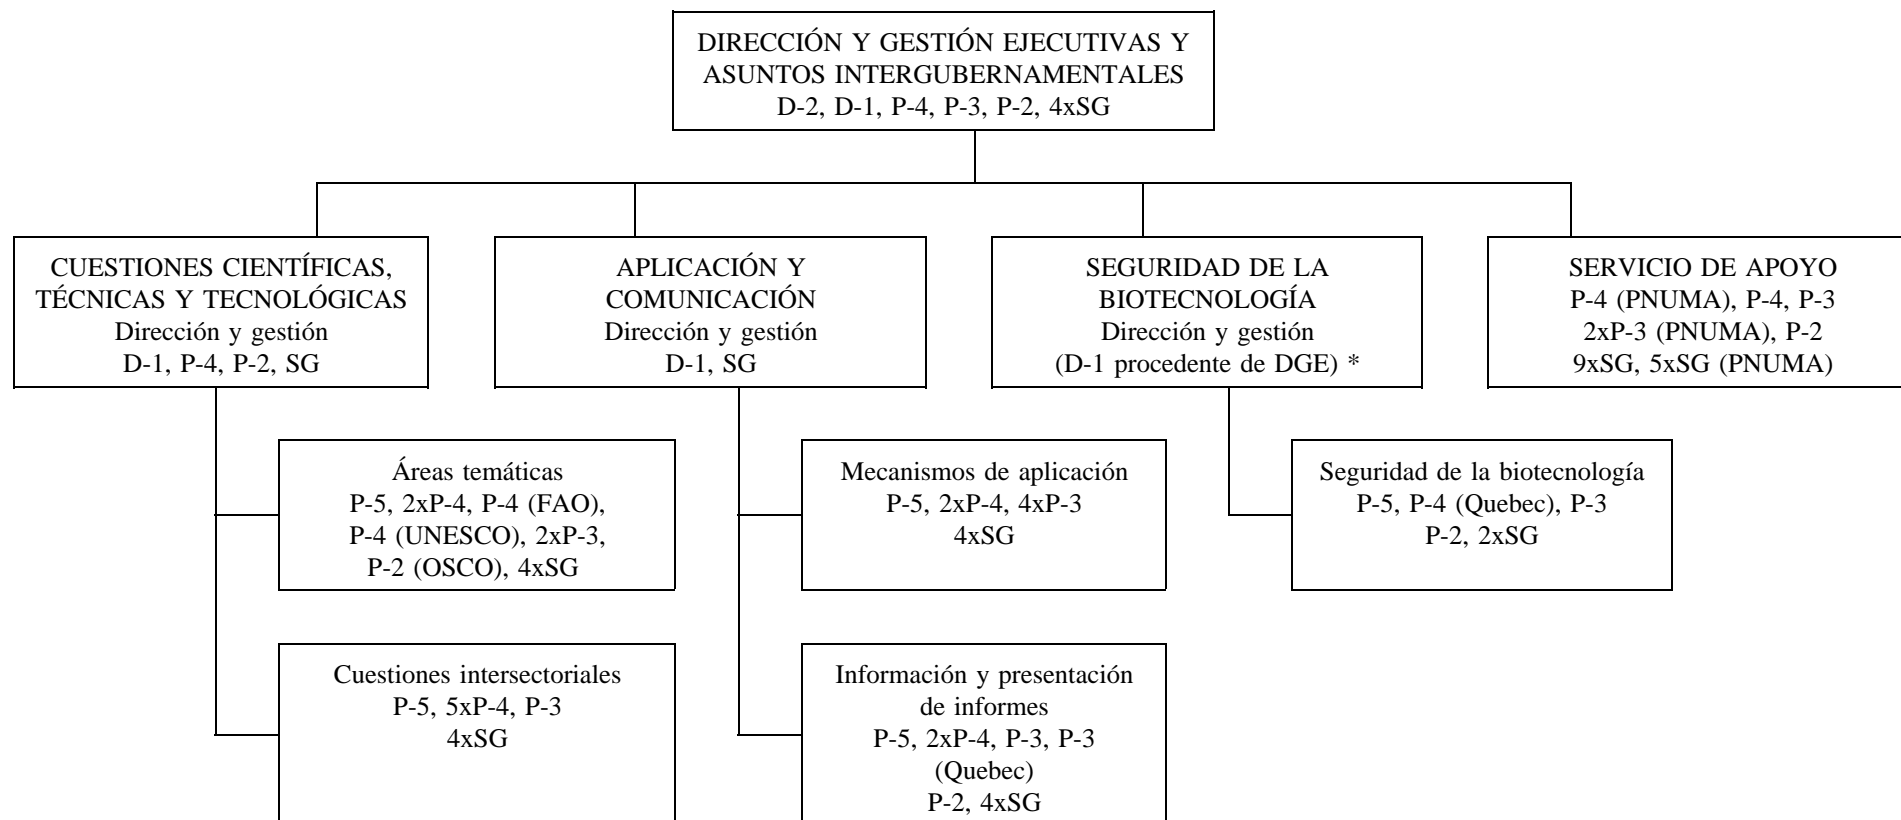 DIRECCIÓN Y GESTIÓN EJECUTIVAS Y
ASUNTOS INTERGUBERNAMENTALES
D-2, D-1, P-4, P-3, P-2, 4xSG
CUESTIONES CIENTÍFICAS,
TÉCNICAS Y TECNOLÓGICAS
Dirección y gestión
D-1, P-4, P-2, SG
APLICACIÓN Y
COMUNICACIÓN
Dirección y gestión
D-1, SG
SEGURIDAD DE LA
BIOTECNOLOGÍA
Dirección y gestión
(D-1 procedente de DGE) *
SERVICIO DE APOYO
P-4 (PNUMA), P-4, P-3
2xP-3 (PNUMA), P-2
9xSG, 5xSG (PNUMA)
Áreas temáticas
P-5, 2xP-4, P-4 (FAO),
P-4 (UNESCO), 2xP-3,
P-2 (OSCO), 4xSG
Mecanismos de aplicación
P-5, 2xP-4, 4xP-3
4xSG
Seguridad de la biotecnología
P-5, P-4 (Quebec), P-3
P-2, 2xSG
Cuestiones intersectoriales
P-5, 5xP-4, P-3
4xSG
Información y presentación
de informes
P-5, 2xP-4, P-3, P-3
(Quebec)
P-2, 4xSG